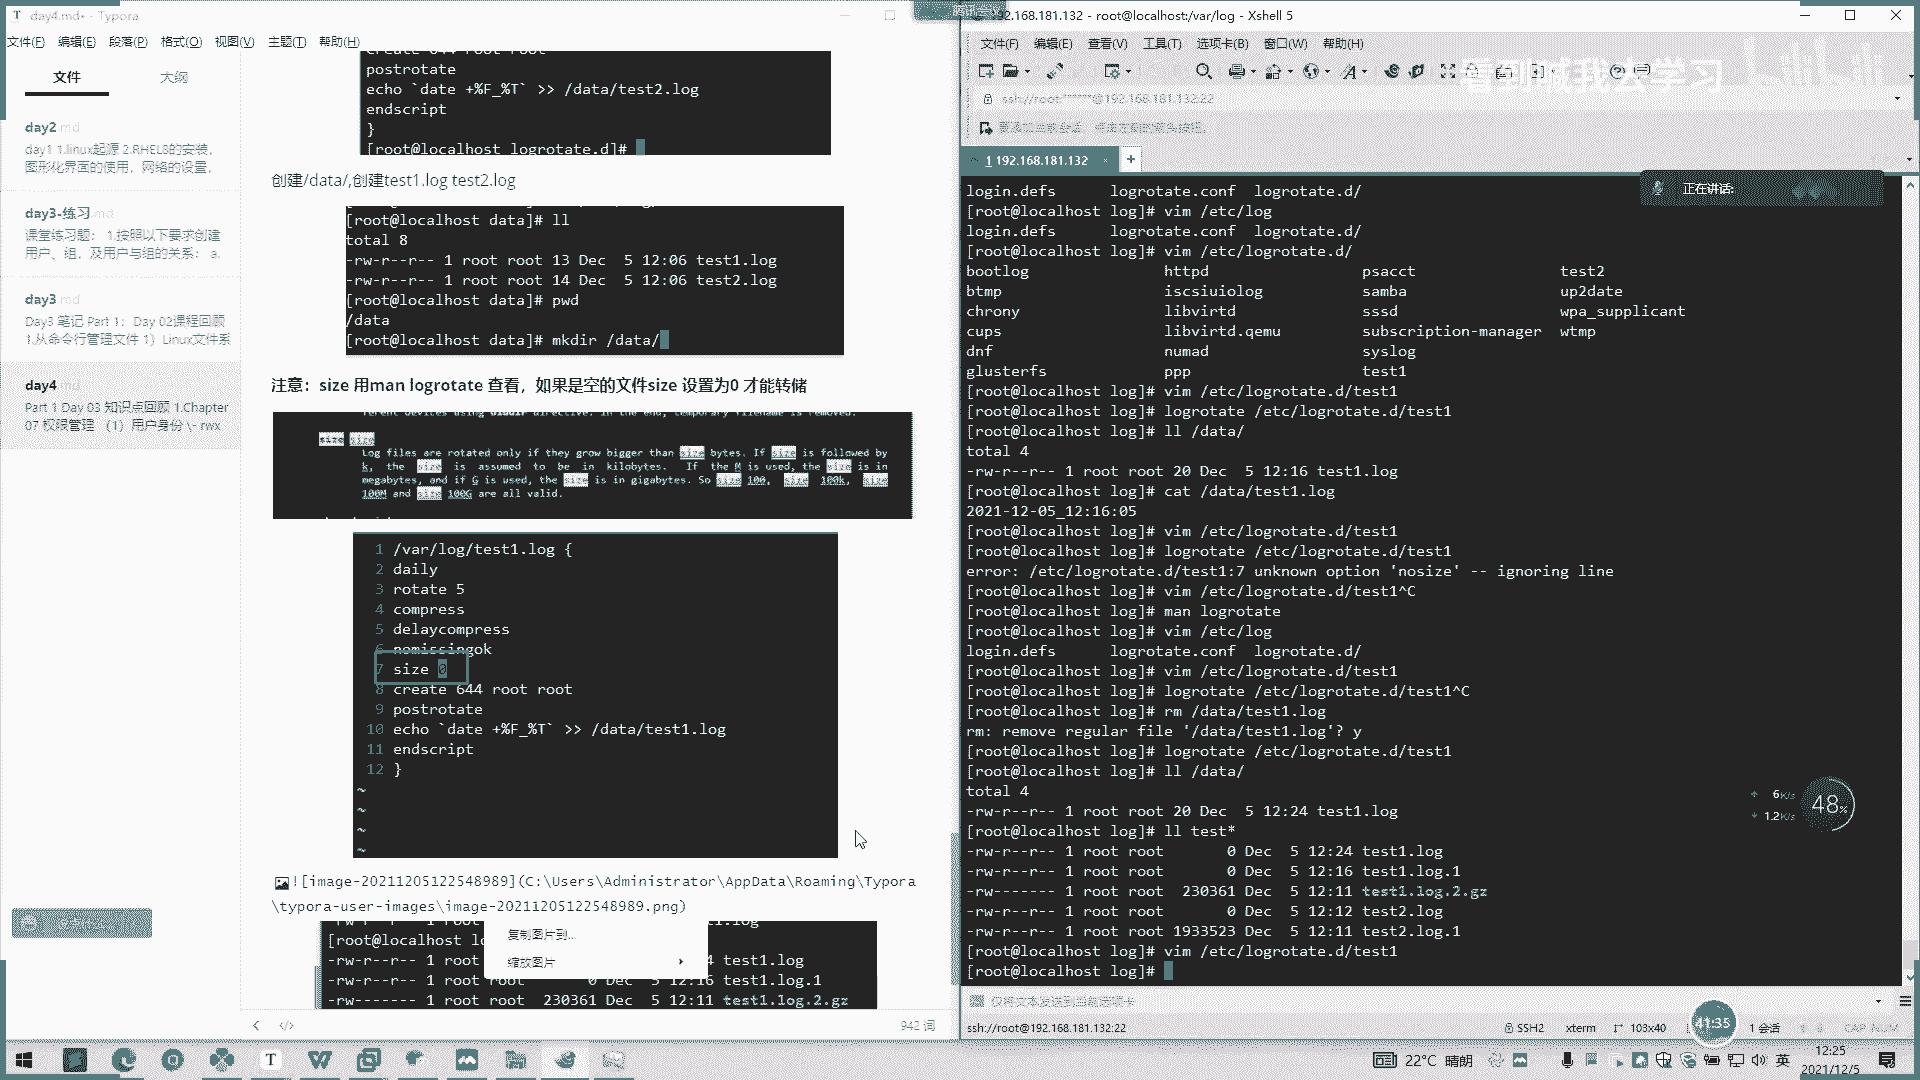 day4.md• - Typora
文件(F) 编辑(E) 段落(P) 格式(O) 视图(V) 主题(T) 帮助(H)
文件 大纲
day2.md
day1 1.linux起源 2.RHEL8的安装，
图形化界面的使用，网络的设置，
day3-练习.md
课堂练习题： 1.按照以下要求创建
用户、组，及用户与组的关系： a.
day3.md
Day3 笔记 Part 1：Day 02课程回顾
1.从命令行管理文件 1）Linux文件系
day4.md
Part 1 Day 03 知识点回顾 1.Chapter
07 权限管理 （1）用户身份 \- rwx
create 644 root root
postrotate
echo `date +%F_%T` >> /data/test2.log
endscript
}
[root@localhost logrotate.d]#
创建/data/,创建test1.log test2.log
[root@localhost data]# ll
total 8
-rw-r--r-- 1 root root 13 Dec  5 12:06 test1.log
-rw-r--r-- 1 root root 14 Dec  5 12:06 test2.log
[root@localhost data]# pwd
/data
[root@localhost data]# mkdir /data/
注意：size 用man logrotate 查看，如果是空的文件size 设置为0 才能转储
size size
Log files are rotated only if they grow bigger than size bytes. If size is followed by
k, the size is assumed to be in kilobytes. If the M is used, the size is in
megabytes, and if G is used, the size is in gigabytes. So size 100, size 100k, size
100M and size 100G are all valid.
1 /var/log/test1.log {
2 daily
3 rotate 5
4 compress
5 delaycompress
6 nomissingok
7 size 0
8 create 644 root root
9 postrotate
10 echo `date +%F_%T` >> /data/test1.log
11 endscript
12 }
~
~
~
~
![image-20211205122548989](C:\Users\Administrator\AppData\Roaming\Typora
\typora-user-images\image-20211205122548989.png)
[root@localhost lo
-rw-r--r-- 1 root
4 test1.log
-rw-r--r-- 1 root root 0 Dec 5 12:16 test1.log.1
-rw------- 1 root root  230361 Dec  5 12:11 test1.log.2.gz
复制图片到...
缩放图片
942 词
192.168.181.132 - root@localhost:/var/log - Xshell 5
文件(F) 编辑(E) 查看(V) 工具(T) 选项卡(B) 窗口(W) 帮助(H)
看到喊我去学习
ssh://root:******@192.168.181.132:22
要添加当前会话，点击左侧的箭头按钮。
1 192.168.181.132
正在讲话:
login.defs     logrotate.conf  logrotate.d/
[root@localhost log]# vim /etc/log
login.defs     logrotate.conf  logrotate.d/
[root@localhost log]# vim /etc/logrotate.d/
bootlog httpd psacct test2
btmp iscsiuiolog samba up2date
chrony libvirtd sssd wpa_supplicant
cups libvirtd.qemu subscription-manager wtmp
dnf numad syslog
glusterfs ppp test1
[root@localhost log]# vim /etc/logrotate.d/test1
[root@localhost log]# logrotate /etc/logrotate.d/test1
[root@localhost log]# ll /data/
total 4
-rw-r--r-- 1 root root 20 Dec  5 12:16 test1.log
[root@localhost log]# cat /data/test1.log
2021-12-05_12:16:05
[root@localhost log]# vim /etc/logrotate.d/test1
[root@localhost log]# logrotate /etc/logrotate.d/test1
error: /etc/logrotate.d/test1:7 unknown option 'nosize' -- ignoring line
[root@localhost log]# vim /etc/logrotate.d/test1^C
[root@localhost log]# man logrotate
[root@localhost log]# vim /etc/log
login.defs     logrotate.conf  logrotate.d/
[root@localhost log]# vim /etc/logrotate.d/test1
[root@localhost log]# logrotate /etc/logrotate.d/test1^C
[root@localhost log]# rm /data/test1.log
rm: remove regular file '/data/test1.log'? y
[root@localhost log]# logrotate /etc/logrotate.d/test1
[root@localhost log]# ll /data/
total 4
-rw-r--r-- 1 root root 20 Dec  5 12:24 test1.log
[root@localhost log]# ll test*
-rw-r--r-- 1 root root       0 Dec  5 12:24 test1.log
-rw-r--r-- 1 root root       0 Dec  5 12:16 test1.log.1
-rw------- 1 root root  230361 Dec  5 12:11 test1.log.2.gz
-rw-r--r-- 1 root root       0 Dec  5 12:12 test2.log
-rw-r--r-- 1 root root 1933523 Dec  5 12:11 test2.log.1
[root@localhost log]# vim /etc/logrotate.d/test1
[root@localhost log]#
6K/s
1.2K/s
48%
仅将文本发送到当前选项卡
ssh://root@192.168.181.132:22 SSH2 xterm 103x40 1 会话 CAP NUM
41:35
22°C 晴朗 英 12:25
2021/12/5